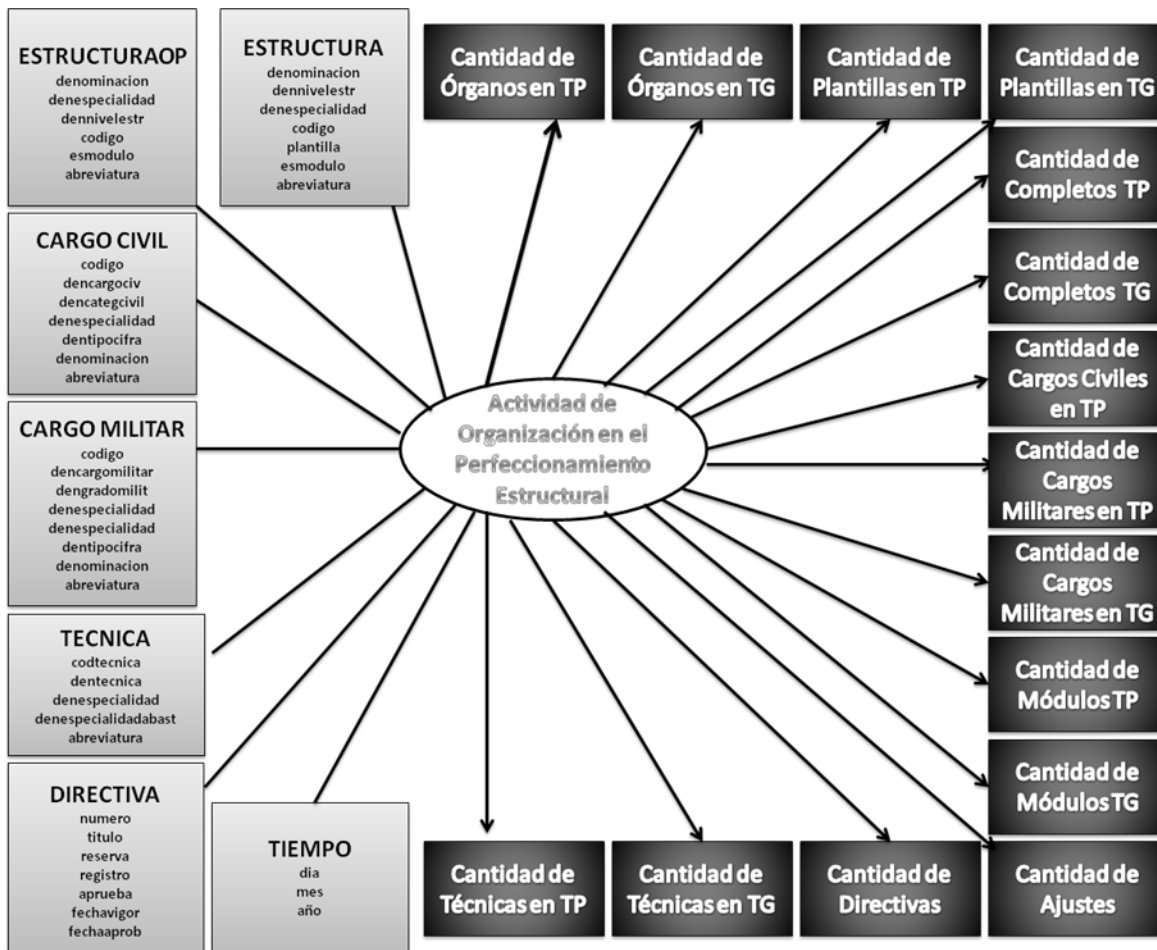 ESTRUCTURAOP
denominacion
denespecialidad
dennivelestr
codigo
esmodulo
abreviatura
ESTRUCTURA
denominacion
dennivelestr
denespecialidad
codigo
plantilla
esmodulo
abreviatura
Cantidad de
Órganos en TP
Cantidad de
Órganos en TG
Cantidad de
Plantillas en TP
Cantidad de
Plantillas en TG
CARGO CIVIL
codigo
dencargociv
dencategcivil
denespecialidad
dentipocifra
denominacion
abreviatura
CARGO MILITAR
codigo
dencargomilitar
dengradomilit
denespecialidad
denespecialidad
dentipocifra
denominacion
abreviatura
TECNICA
codtecnica
dentecnica
denespecialidad
denespecialidadabast
abreviatura
DIRECTIVA
numero
titulo
reserva
registro
aprueba
fechavigor
fechaaprob
TIEMPO
dia
mes
año
Actividad de
Organización en el
Perfeccionamiento
Estructural
Cantidad de
Completos TP
Cantidad de
Completos TG
Cantidad de
Cargos Civiles
en TP
Cantidad de
Cargos
Militares en TP
Cantidad de
Cargos
Militares en TG
Cantidad de
Módulos TP
Cantidad de
Módulos TG
Cantidad de
Técnicas en TP
Cantidad de
Técnicas en TG
Cantidad de
Directivas
Cantidad de
Ajustes